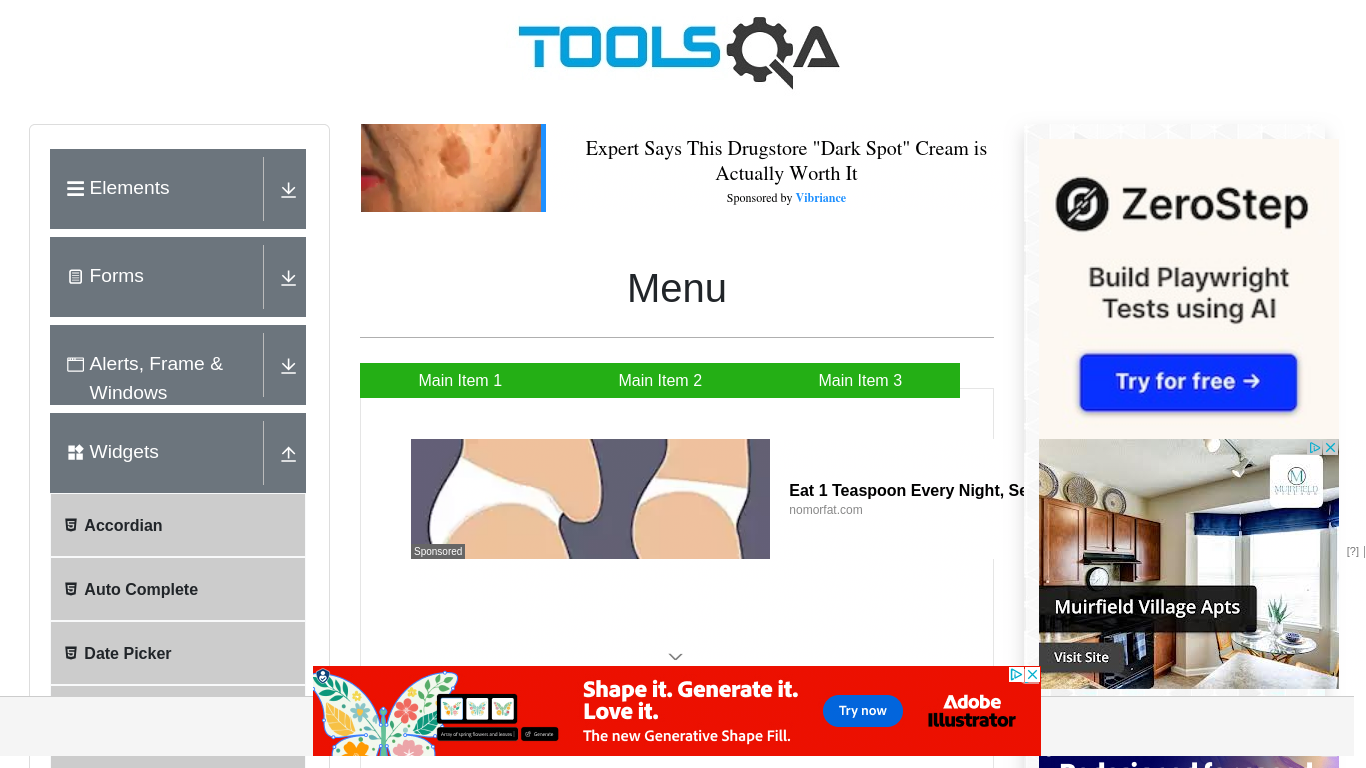 TOOLSQA
Elements
Forms
Alerts, Frame &
Windows
Widgets
Accordian
Auto Complete
Date Picker
Expert Says This Drugstore "Dark Spot" Cream is
Actually Worth It
Sponsored by Vibriance
Menu
Main Item 1
Main Item 2
Main Item 3
Sponsored
Eat 1 Teaspoon Every Night, Se
nomorfat.com
ZeroStep
Build Playwright
Tests using AI
Try for free →
MUIRFIELD
Muirfield Village Apts
Visit Site
[?]
Array of spring flowers and leaves
Generate
Shape it. Generate it.
Love it.
The new Generative Shape Fill.
Try now
Adobe
Illustrator